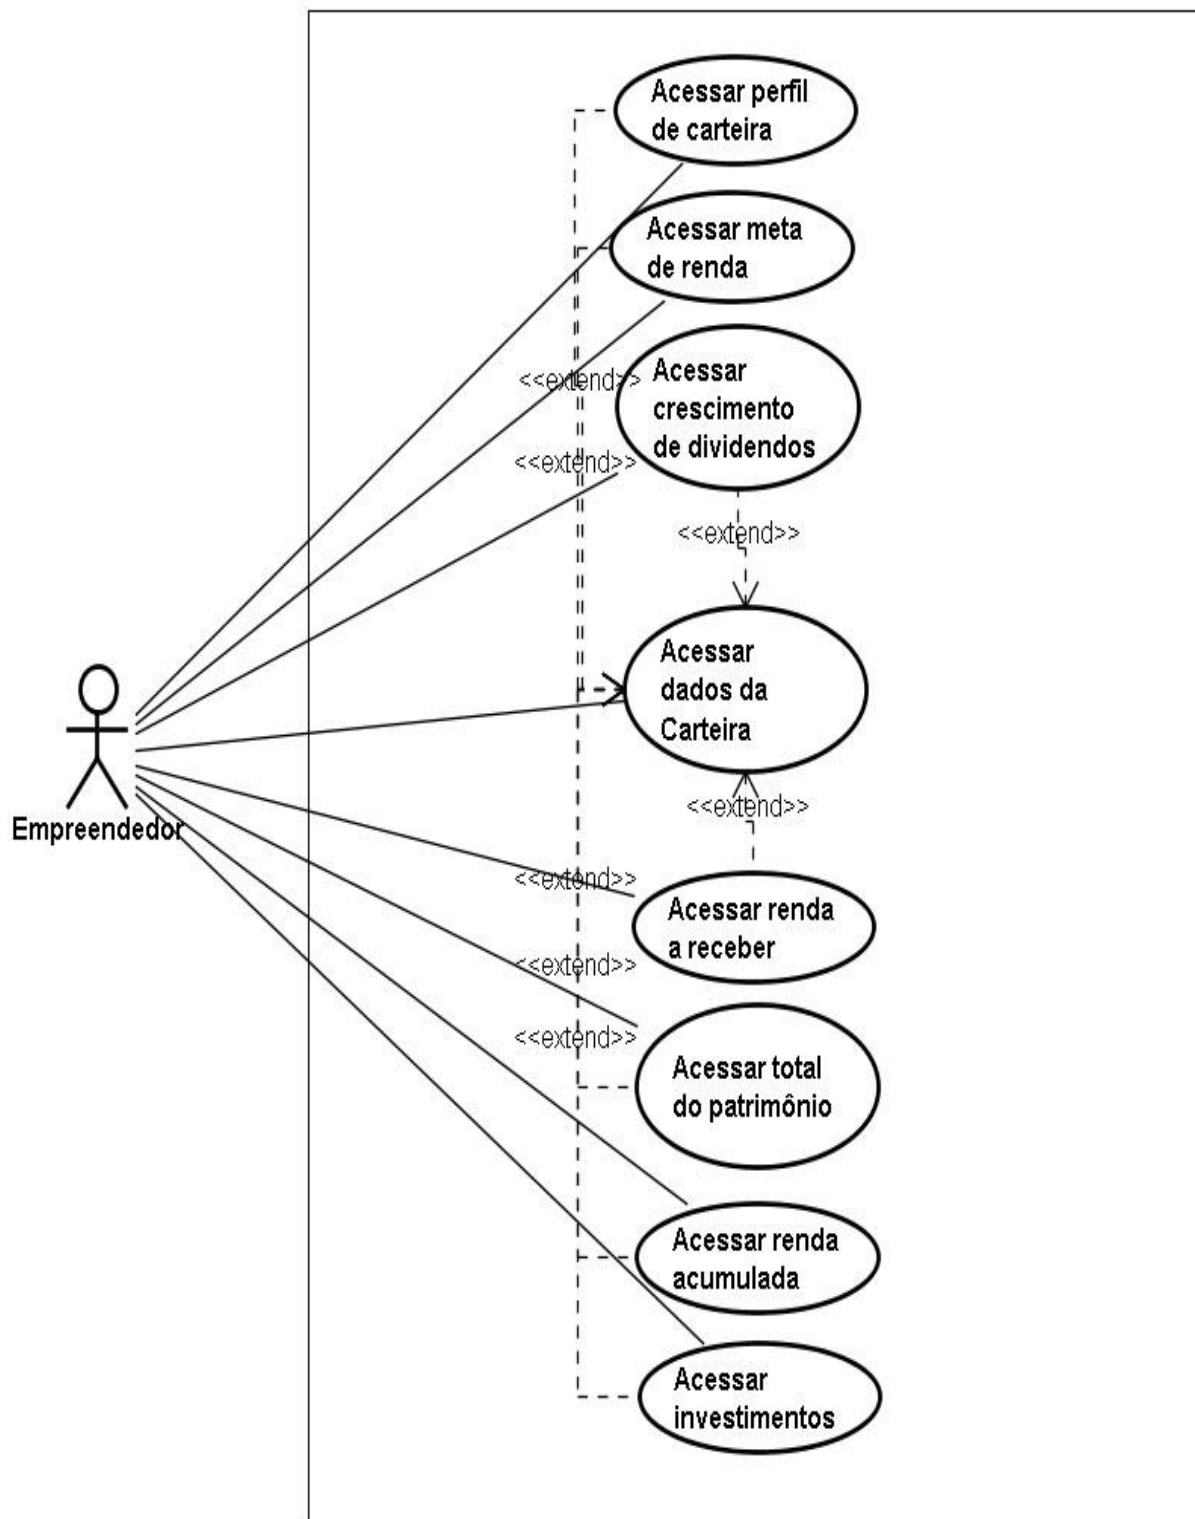 Acessar perfil
de carteira
Acessar meta
de renda
<<extend>>
Acessar
crescimento
de dividendos
<<extend>>
<<extend>>
Acessar
dados da
Carteira
Empreendedor
<<extend>>
<<extend>>
Acessar renda
a receber
<<extend>>
<<extend>>
Acessar total
do patrimônio
Acessar renda
acumulada
Acessar
investimentos